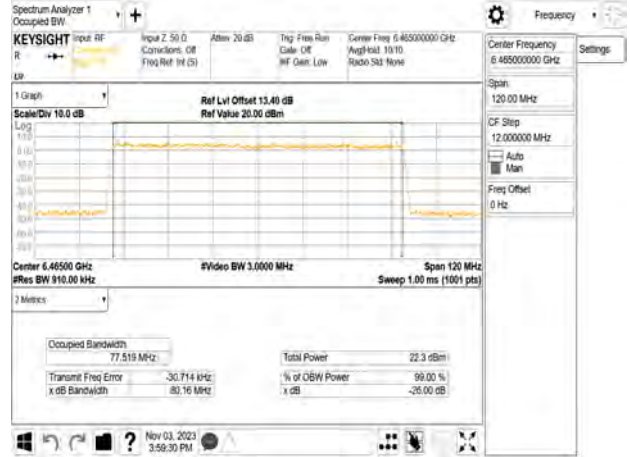 Spectrum Analyzer 1
Occupied BW
Frequency
KEYSIGHT
Input: RF
Input Z: 50 Ω
Corrections: Off
Freq Ref: Int (S)
Atten: 20 dB
Trig: Free Run
Gate: Off
#IF Gain: Low
Center Freq: 6.465000000 GHz
Avg|Hold: 10/10
Radio Std: None
Center Frequency
6.465000000 GHz
Settings
Span
120.00 MHz
CF Step
12.000000 MHz
Auto
Man
Freq Offset
0 Hz
1 Graph
Scale/Div 10.0 dB
Ref Lvl Offset 13.40 dB
Ref Value 20.00 dBm
Log
Center 6.46500 GHz
#Res BW 910.00 kHz
#Video BW 3.0000 MHz
Span 120 MHz
Sweep 1.00 ms (1001 pts)
2 Metrics
Occupied Bandwidth
77.519 MHz
Total Power 22.3 dBm
Transmit Freq Error -30.714 kHz
% of OBW Power 99.00 %
x dB Bandwidth 80.16 MHz
x dB -26.00 dB
?
Nov 03, 2023
3:59:30 PM